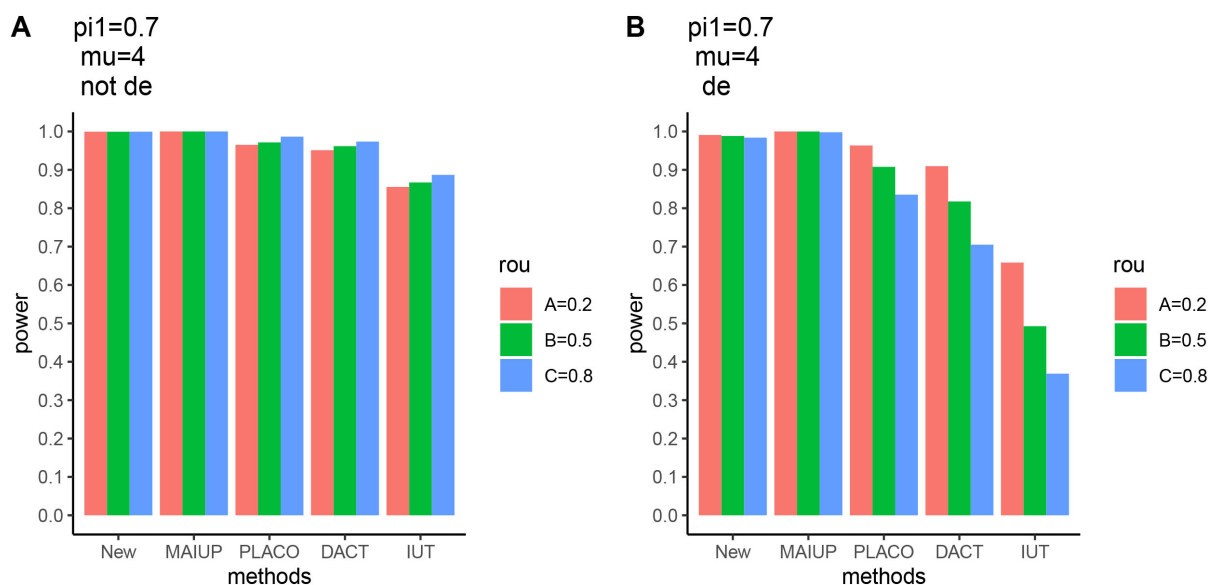 A
pi1=0.7
mu=4
not de
power
1.0
0.9
0.8
0.7
0.6
0.5
0.4
0.3
0.2
0.1
0.0
New MAIUP PLACO DACT IUT
methods
rou
A=0.2
B=0.5
C=0.8
B
pi1=0.7
mu=4
de
power
1.0
0.9
0.8
0.7
0.6
0.5
0.4
0.3
0.2
0.1
0.0
New MAIUP PLACO DACT IUT
methods
rou
A=0.2
B=0.5
C=0.8